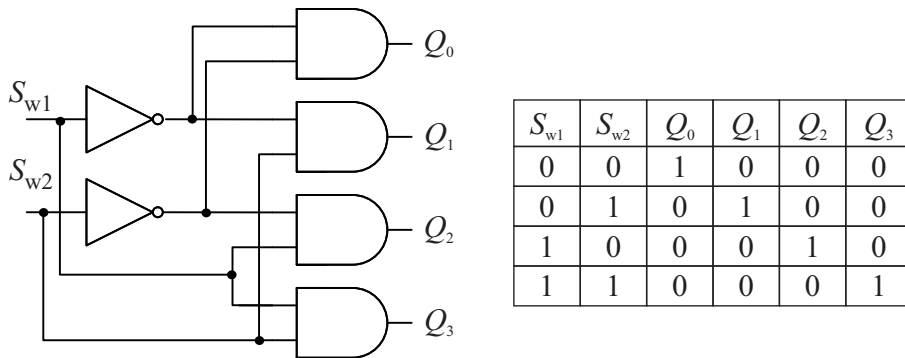 S_w1
S_w2
Q_0
Q_1
Q_2
Q_3
S_w1 S_w2 Q_0 Q_1 Q_2 Q_3
0 0 1 0 0 0
0 1 0 1 0 0
1 0 0 0 1 0
1 1 0 0 0 1